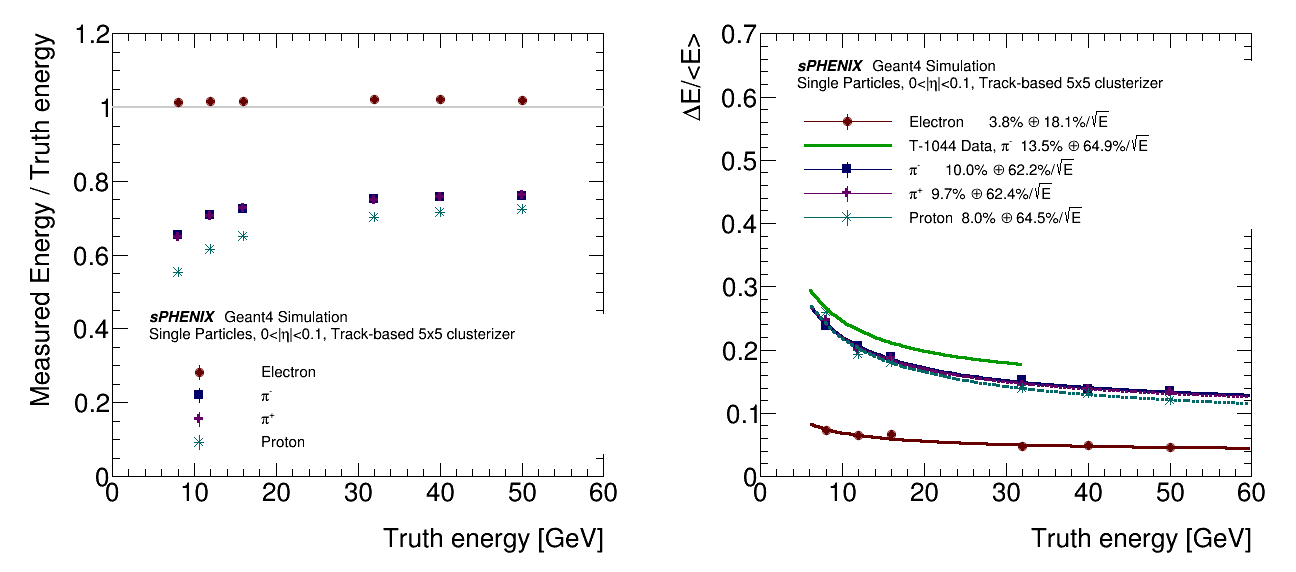 Measured Energy / Truth energy
1.2
1
0.8
0.6
0.4
0.2
0
sPHENIX Geant4 Simulation
Single Particles, 0<|η|<0.1, Track-based 5x5 clusterizer
Electron
π⁻
π⁺
Proton
0 10 20 30 40 50 60
Truth energy [GeV]
ΔE/<E>
0.7
0.6
0.5
0.4
0.3
0.2
0.1
0
sPHENIX Geant4 Simulation
Single Particles, 0<|η|<0.1, Track-based 5x5 clusterizer
Electron 3.8% ⊕ 18.1%/√E
T-1044 Data, π⁻ 13.5% ⊕ 64.9%/√E
π⁻ 10.0% ⊕ 62.2%/√E
π⁺ 9.7% ⊕ 62.4%/√E
Proton 8.0% ⊕ 64.5%/√E
0 10 20 30 40 50 60
Truth energy [GeV]